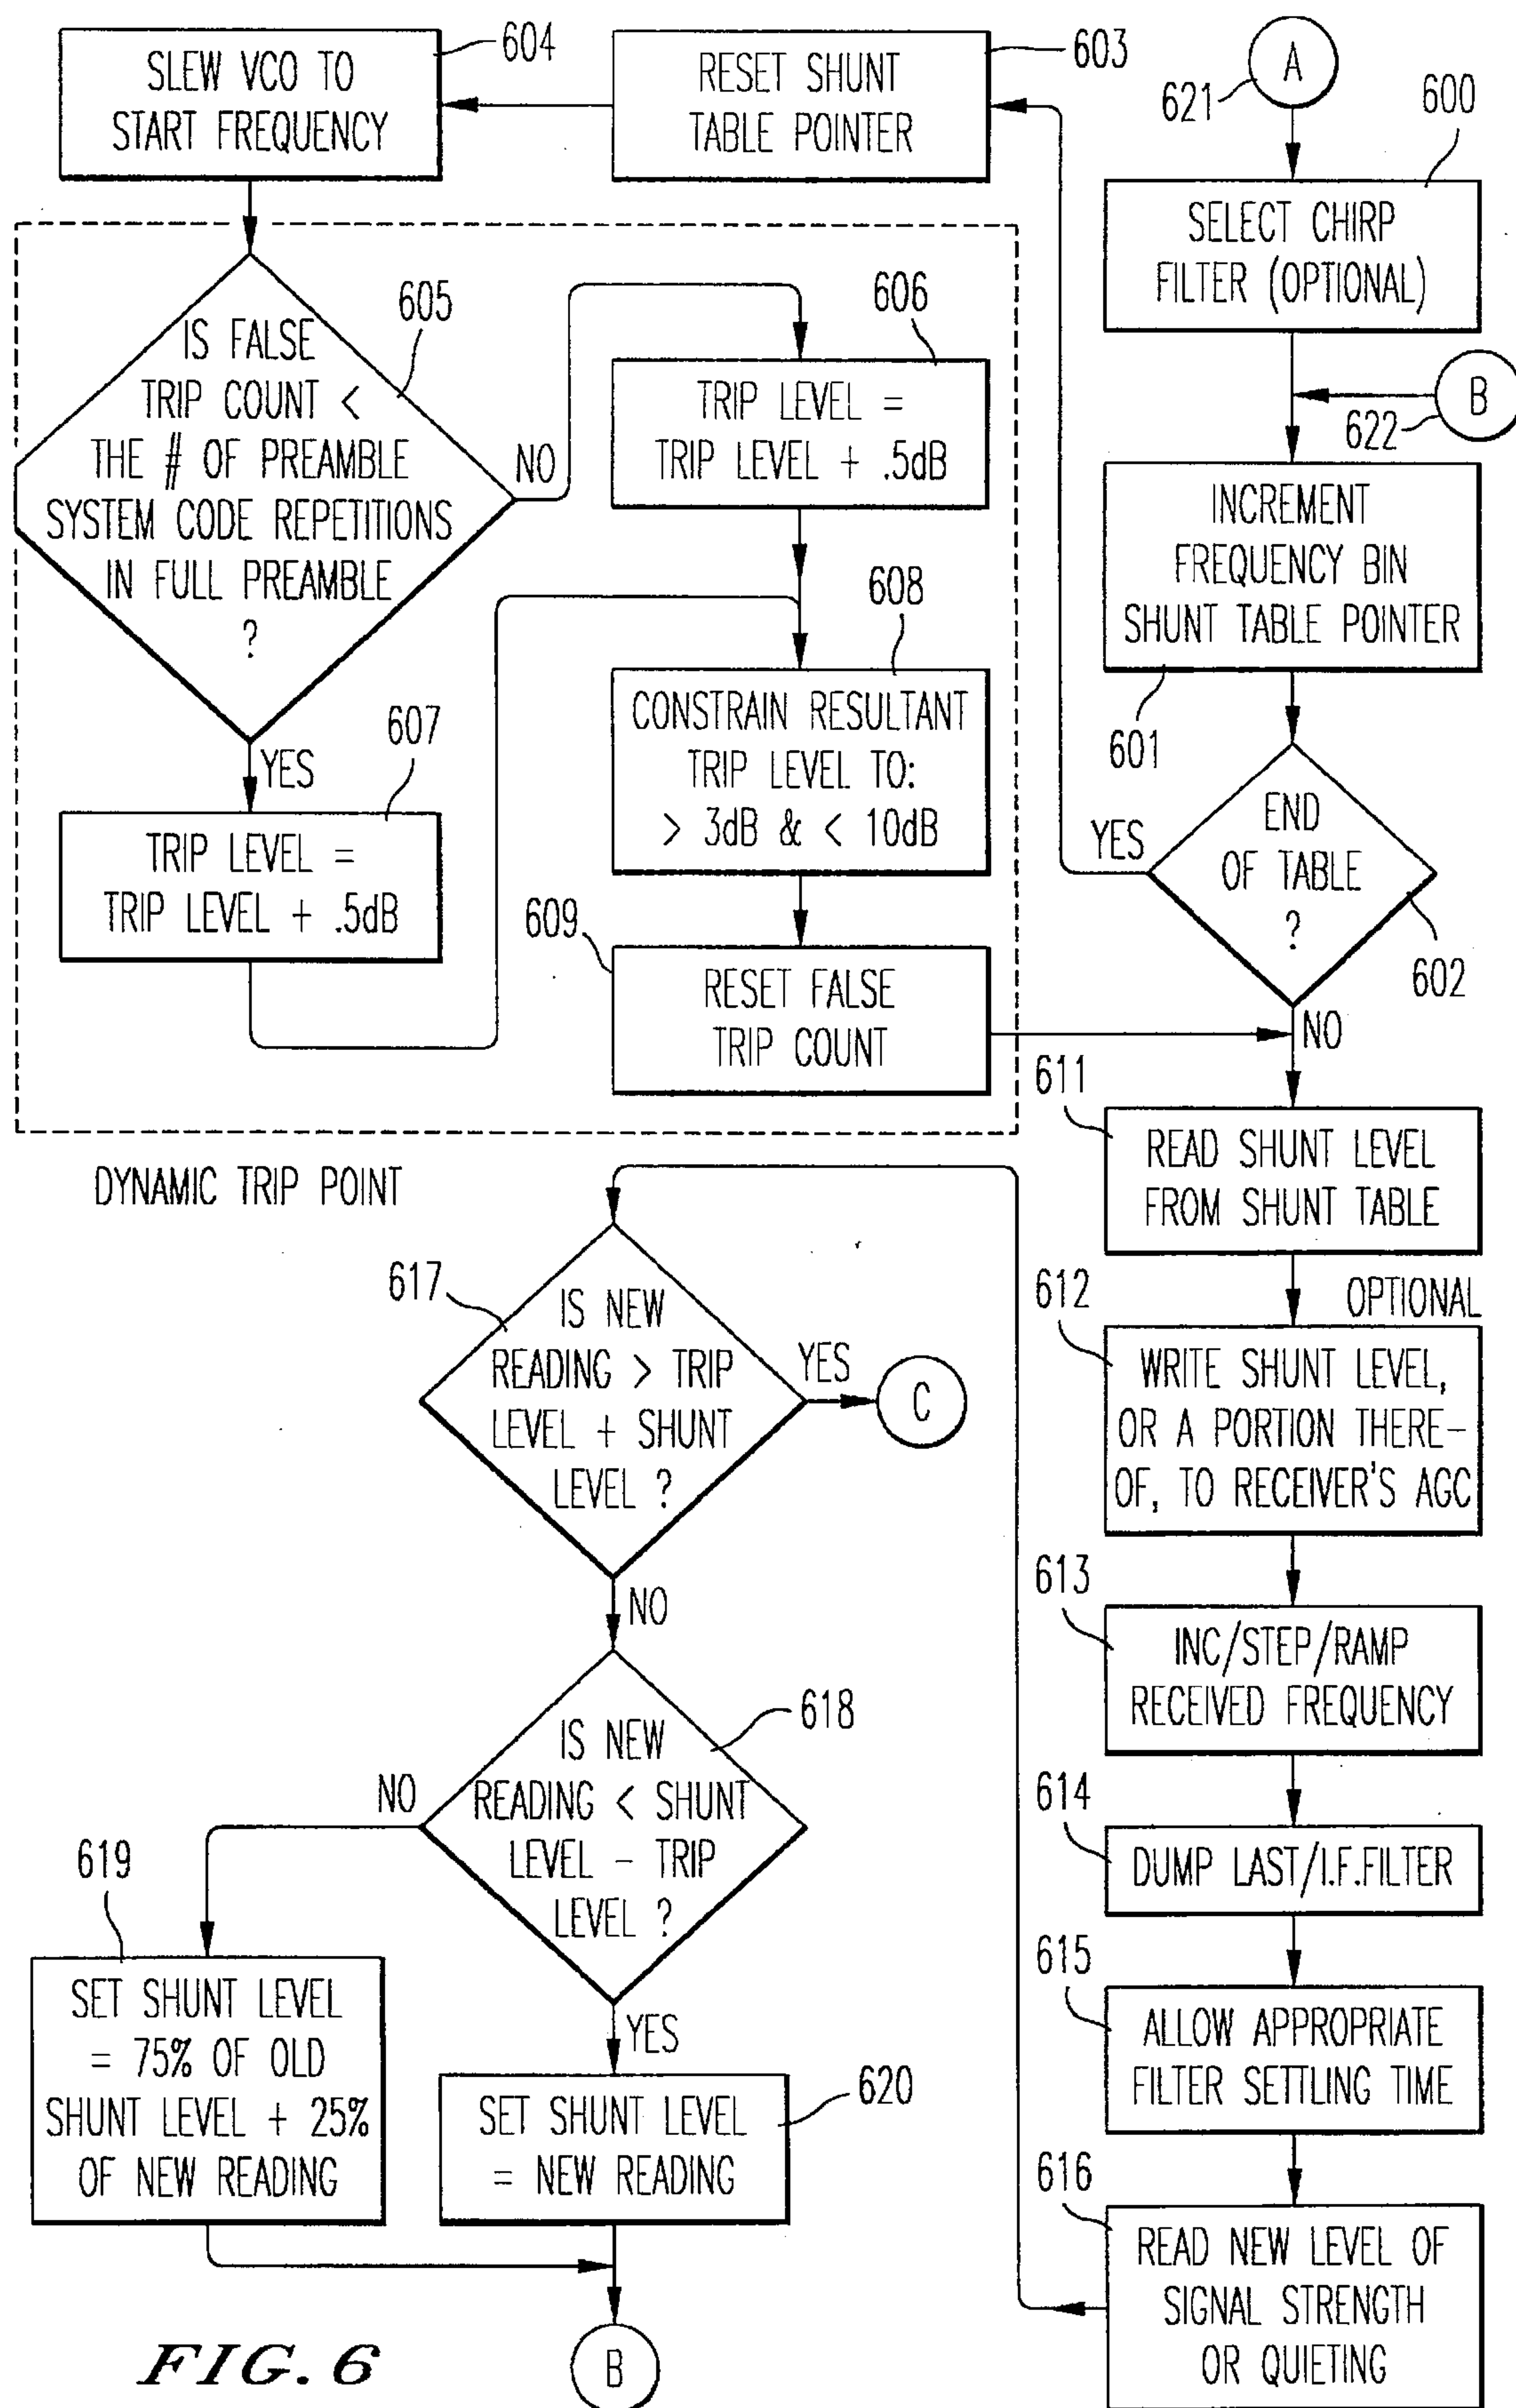 SLEW VCO TO
START FREQUENCY
604
RESET SHUNT
TABLE POINTER
603
A
621
600
SELECT CHIRP
FILTER (OPTIONAL)
B
622
INCREMENT
FREQUENCY BIN
SHUNT TABLE POINTER
601
END
OF TABLE
?
602
YES
NO
IS FALSE
TRIP COUNT <
THE # OF PREAMBLE
SYSTEM CODE REPETITIONS
IN FULL PREAMBLE
?
605
NO
YES
606
TRIP LEVEL =
TRIP LEVEL + .5dB
607
TRIP LEVEL =
TRIP LEVEL + .5dB
608
CONSTRAIN RESULTANT
TRIP LEVEL TO:
> 3dB & < 10dB
609
RESET FALSE
TRIP COUNT
DYNAMIC TRIP POINT
611
READ SHUNT LEVEL
FROM SHUNT TABLE
OPTIONAL
612
WRITE SHUNT LEVEL,
OR A PORTION THERE-
OF, TO RECEIVER'S AGC
613
INC/STEP/RAMP
RECEIVED FREQUENCY
614
DUMP LAST/I.F.FILTER
615
ALLOW APPROPRIATE
FILTER SETTLING TIME
616
READ NEW LEVEL OF
SIGNAL STRENGTH
OR QUIETING
617
IS NEW
READING > TRIP
LEVEL + SHUNT
LEVEL ?
YES
C
NO
618
IS NEW
READING < SHUNT
LEVEL - TRIP
LEVEL ?
NO
YES
619
SET SHUNT LEVEL
= 75% OF OLD
SHUNT LEVEL + 25%
OF NEW READING
620
SET SHUNT LEVEL
= NEW READING
B
FIG. 6